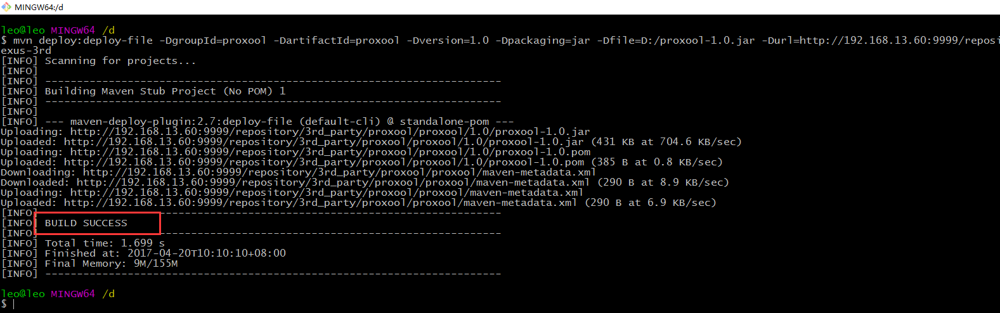 MINGW64:/d
leo@leo MINGW64 /d
$ mvn deploy:deploy-file -DgroupId=proxool -DartifactId=proxool -Dversion=1.0 -Dpackaging=jar -Dfile=D:/proxool-1.0.jar -Durl=http://192.168.13.60:9999/reposi
exus-3rd
[INFO] Scanning for projects...
[INFO]
[INFO] ------------------------------------------------------------------------
[INFO] Building Maven Stub Project (No POM) 1
[INFO] ------------------------------------------------------------------------
[INFO]
[INFO] --- maven-deploy-plugin:2.7:deploy-file (default-cli) @ standalone-pom ---
Uploading: http://192.168.13.60:9999/repository/3rd_party/proxool/proxool/1.0/proxool-1.0.jar
Uploaded: http://192.168.13.60:9999/repository/3rd_party/proxool/proxool/1.0/proxool-1.0.jar (431 KB at 704.6 KB/sec)
Uploading: http://192.168.13.60:9999/repository/3rd_party/proxool/proxool/1.0/proxool-1.0.pom
Uploaded: http://192.168.13.60:9999/repository/3rd_party/proxool/proxool/1.0/proxool-1.0.pom (385 B at 0.8 KB/sec)
Downloading: http://192.168.13.60:9999/repository/3rd_party/proxool/proxool/maven-metadata.xml
Downloaded: http://192.168.13.60:9999/repository/3rd_party/proxool/proxool/maven-metadata.xml (290 B at 8.9 KB/sec)
Uploading: http://192.168.13.60:9999/repository/3rd_party/proxool/proxool/maven-metadata.xml
Uploaded: http://192.168.13.60:9999/repository/3rd_party/proxool/proxool/maven-metadata.xml (290 B at 6.9 KB/sec)
[INFO] ------------------------------------------------------------------------
[INFO] BUILD SUCCESS
[INFO] ------------------------------------------------------------------------
[INFO] Total time: 1.699 s
[INFO] Finished at: 2017-04-20T10:10:10+08:00
[INFO] Final Memory: 9M/155M
[INFO] ------------------------------------------------------------------------
leo@leo MINGW64 /d
$